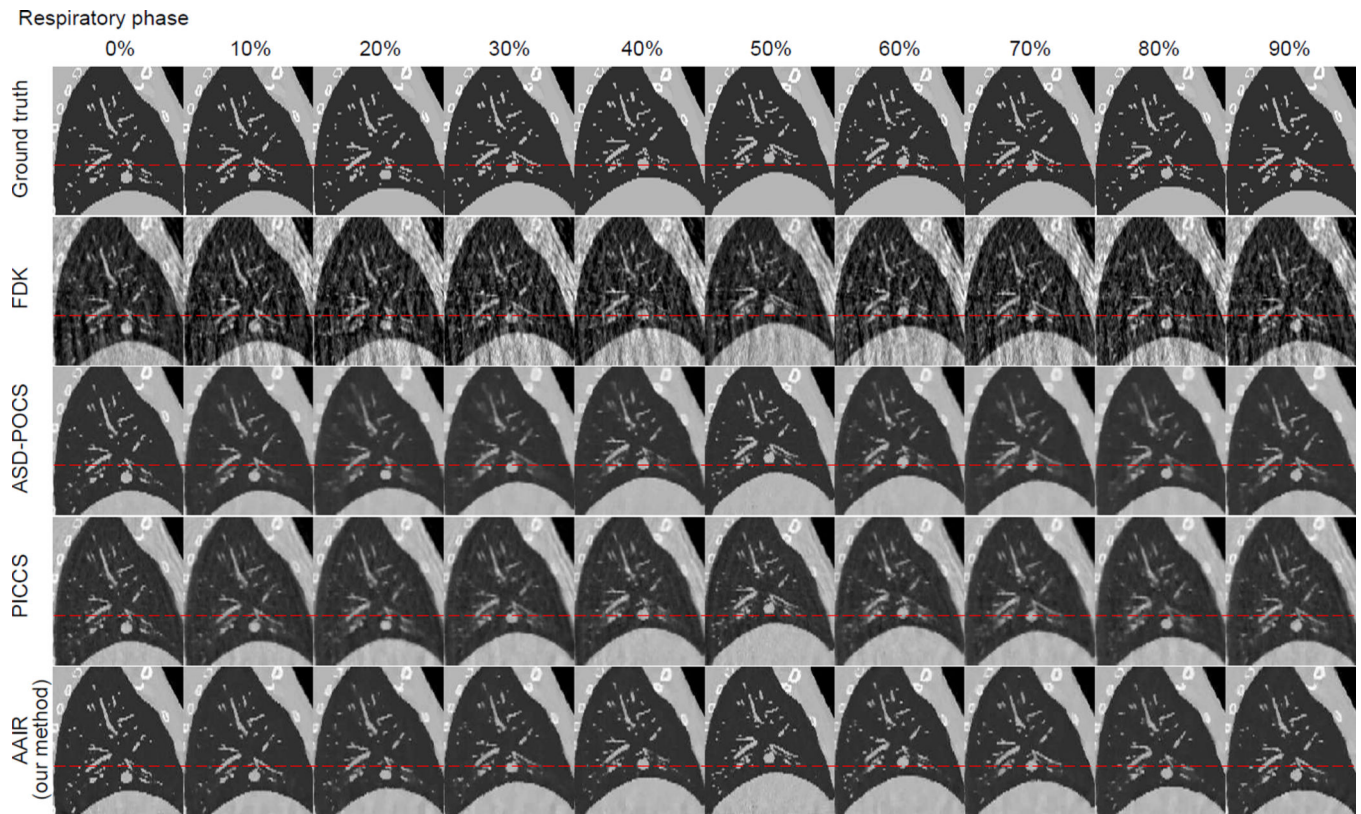 Respiratory phase
0% 10% 20% 30% 40% 50% 60% 70% 80% 90%
Ground truth
FDK
ASD-POCS
PICCS
AAIR
(our method)